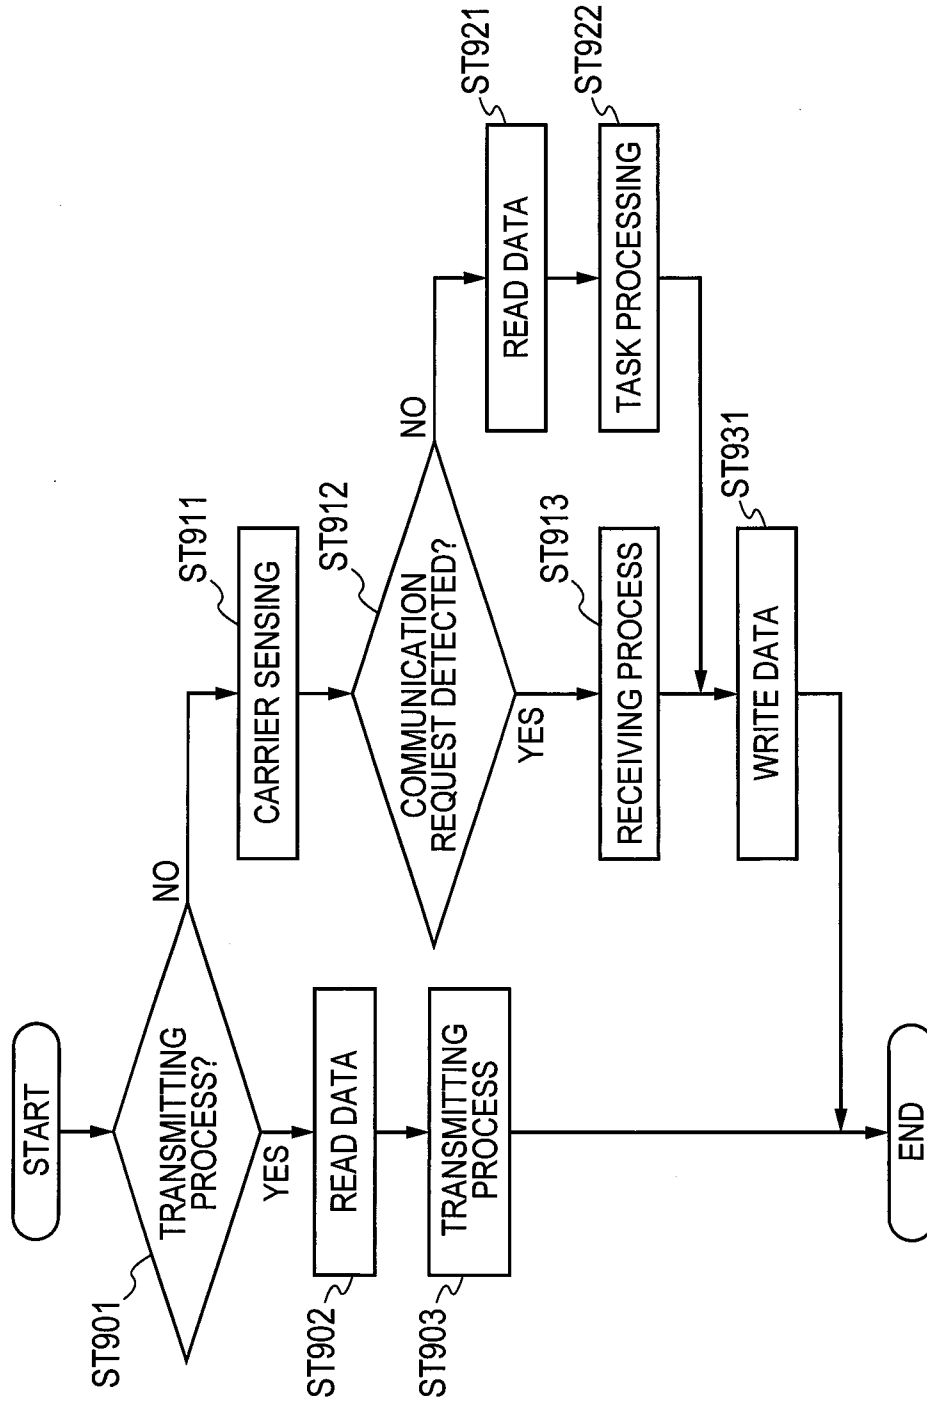 START
ST901
TRANSMITTING
PROCESS?
NO
YES
ST902
READ DATA
ST903
TRANSMITTING
PROCESS
ST911
CARRIER SENSING
ST912
COMMUNICATION
REQUEST DETECTED?
NO
YES
ST913
RECEIVING PROCESS
ST921
READ DATA
ST922
TASK PROCESSING
ST931
WRITE DATA
END